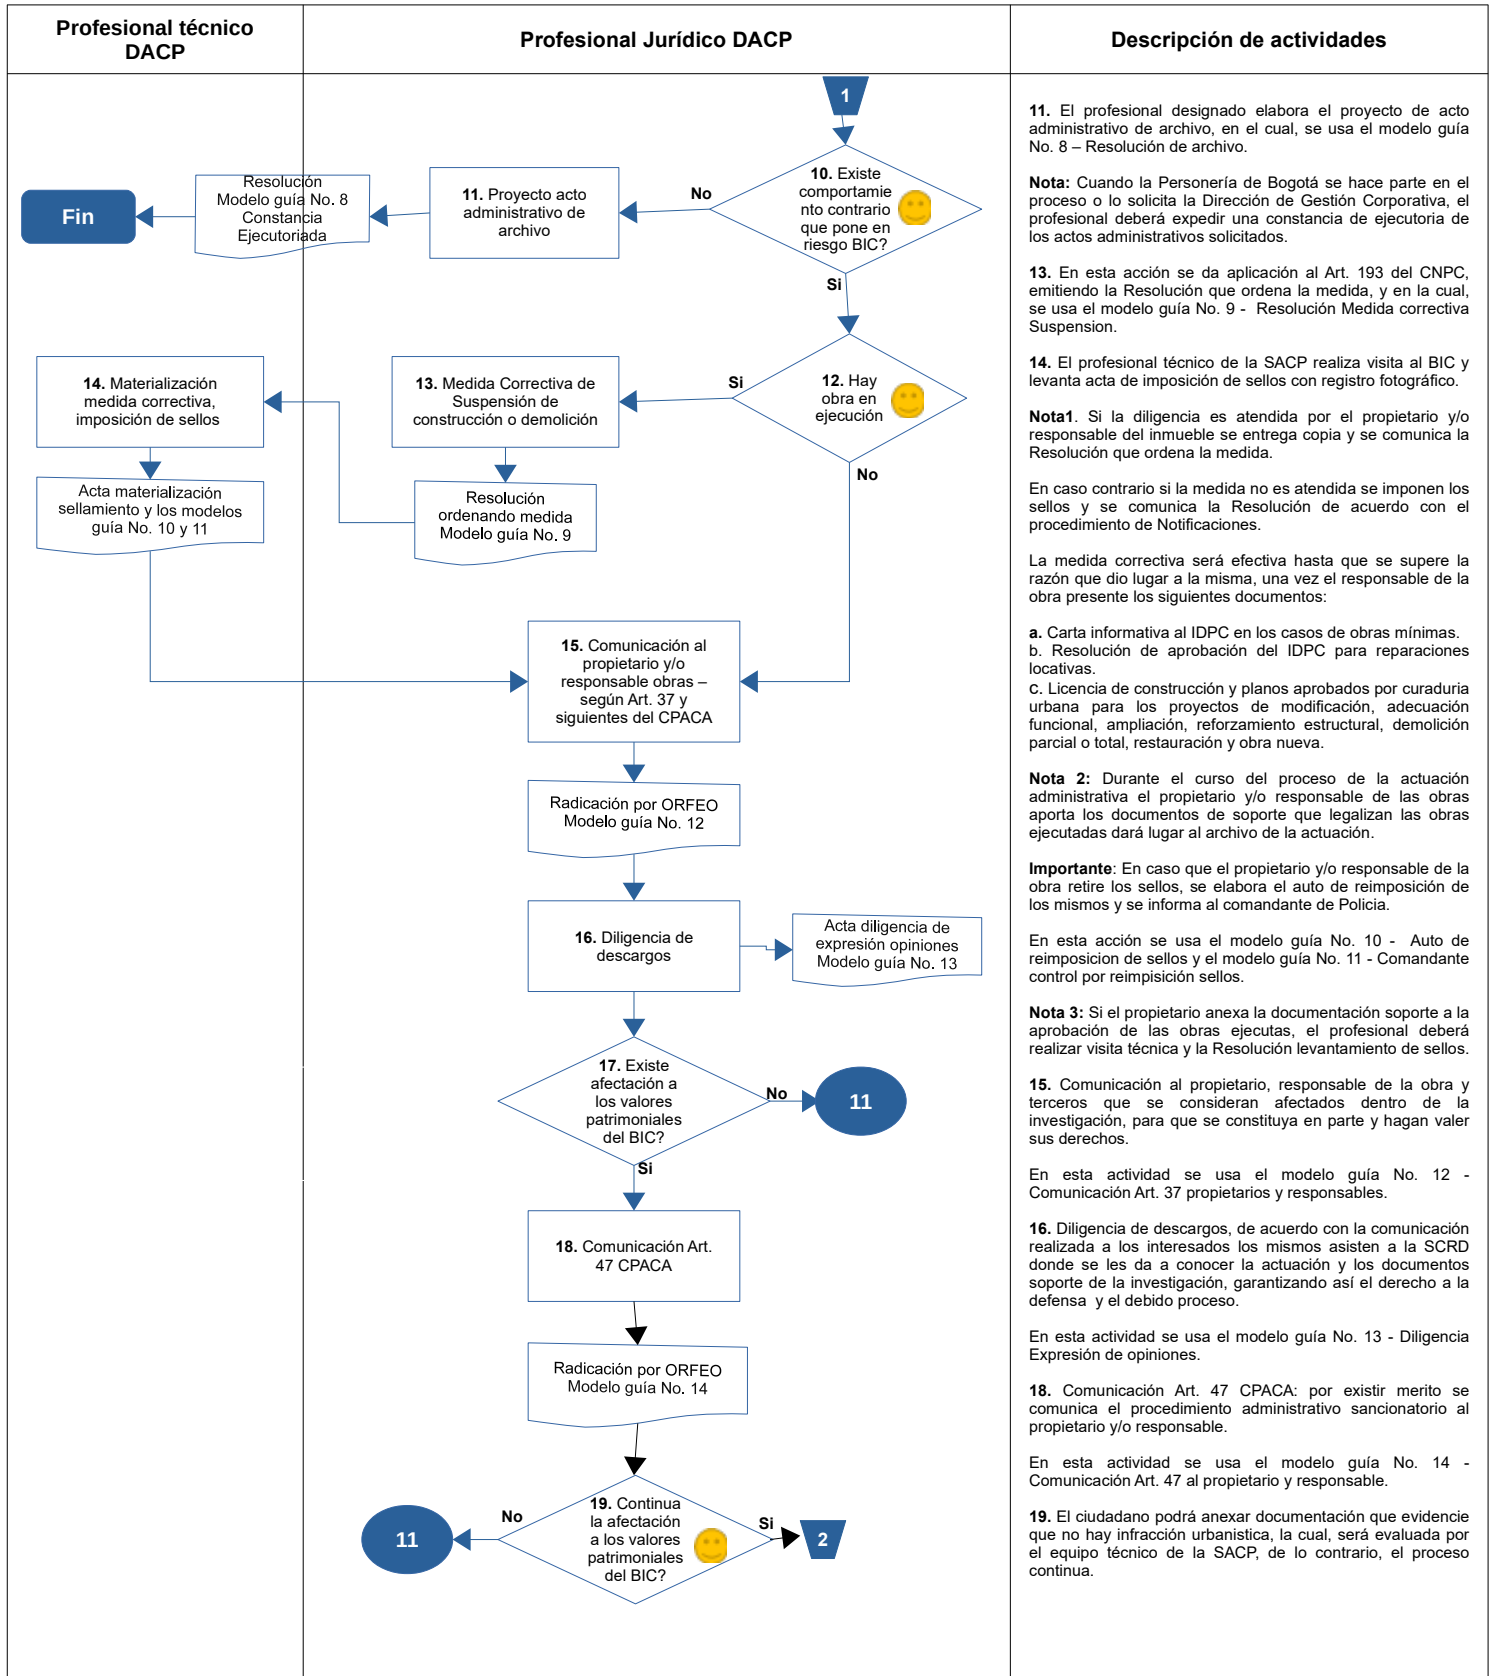 Profesional técnico
DACP
Profesional Jurídico DACP
Descripción de actividades
1
10. Existe
comportamie
nto contrario
que pone en
riesgo BIC?
No
Si
11. Proyecto acto
administrativo de
archivo
Resolución
Modelo guía No. 8
Constancia
Ejecutoriada
Fin
12. Hay
obra en
ejecución
Si
No
13. Medida Correctiva de
Suspensión de
construcción o demolición
14. Materialización
medida correctiva,
imposición de sellos
Resolución
ordenando medida
Modelo guía No. 9
Acta materialización
sellamiento y los modelos
guía No. 10 y 11
15. Comunicación al
propietario y/o
responsable obras –
según Art. 37 y
siguientes del CPACA
Radicación por ORFEO
Modelo guía No. 12
16. Diligencia de
descargos
Acta diligencia de
expresión opiniones
Modelo guía No. 13
17. Existe
afectación a
los valores
patrimoniales
del BIC?
No
11
Si
18. Comunicación Art.
47 CPACA
Radicación por ORFEO
Modelo guía No. 14
19. Continua
la afectación
a los valores
patrimoniales
del BIC?
No
11
Si
2
11. El profesional designado elabora el proyecto de acto
administrativo de archivo, en el cual, se usa el modelo guía
No. 8 – Resolución de archivo.
Nota: Cuando la Personería de Bogotá se hace parte en el
proceso o lo solicita la Dirección de Gestión Corporativa, el
profesional deberá expedir una constancia de ejecutoria de
los actos administrativos solicitados.
13. En esta acción se da aplicación al Art. 193 del CNPC,
emitiendo la Resolución que ordena la medida, y en la cual,
se usa el modelo guía No. 9 - Resolución Medida correctiva
Suspension.
14. El profesional técnico de la SACP realiza visita al BIC y
levanta acta de imposición de sellos con registro fotográfico.
Nota1. Si la diligencia es atendida por el propietario y/o
responsable del inmueble se entrega copia y se comunica la
Resolución que ordena la medida.
En caso contrario si la medida no es atendida se imponen los
sellos y se comunica la Resolución de acuerdo con el
procedimiento de Notificaciones.
La medida correctiva será efectiva hasta que se supere la
razón que dio lugar a la misma, una vez el responsable de la
obra presente los siguientes documentos:
a. Carta informativa al IDPC en los casos de obras mínimas.
b. Resolución de aprobación del IDPC para reparaciones
locativas.
c. Licencia de construcción y planos aprobados por curaduria
urbana para los proyectos de modificación, adecuación
funcional, ampliación, reforzamiento estructural, demolición
parcial o total, restauración y obra nueva.
Nota 2: Durante el curso del proceso de la actuación
administrativa el propietario y/o responsable de las obras
aporta los documentos de soporte que legalizan las obras
ejecutadas dará lugar al archivo de la actuación.
Importante: En caso que el propietario y/o responsable de la
obra retire los sellos, se elabora el auto de reimposición de
los mismos y se informa al comandante de Policia.
En esta acción se usa el modelo guía No. 10 - Auto de
reimposicion de sellos y el modelo guía No. 11 - Comandante
control por reimpisición sellos.
Nota 3: Si el propietario anexa la documentación soporte a la
aprobación de las obras ejecutas, el profesional deberá
realizar visita técnica y la Resolución levantamiento de sellos.
15. Comunicación al propietario, responsable de la obra y
terceros que se consideran afectados dentro de la
investigación, para que se constituya en parte y hagan valer
sus derechos.
En esta actividad se usa el modelo guía No. 12 -
Comunicación Art. 37 propietarios y responsables.
16. Diligencia de descargos, de acuerdo con la comunicación
realizada a los interesados los mismos asisten a la SCRD
donde se les da a conocer la actuación y los documentos
soporte de la investigación, garantizando así el derecho a la
defensa y el debido proceso.
En esta actividad se usa el modelo guía No. 13 - Diligencia
Expresión de opiniones.
18. Comunicación Art. 47 CPACA: por existir merito se
comunica el procedimiento administrativo sancionatorio al
propietario y/o responsable.
En esta actividad se usa el modelo guía No. 14 -
Comunicación Art. 47 al propietario y responsable.
19. El ciudadano podrá anexar documentación que evidencie
que no hay infracción urbanistica, la cual, será evaluada por
el equipo técnico de la SACP, de lo contrario, el proceso
continua.